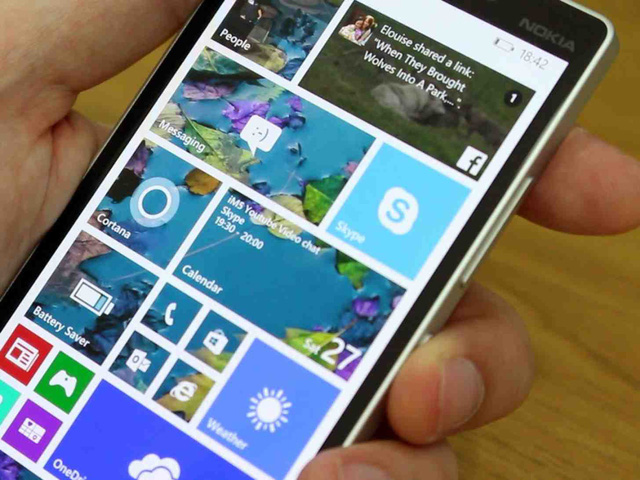 NOKIA
18:42
People
Elouise shared a link:
"When They Brought
Wolves Into A Park,...."
1
f
Messaging
:)
S
Skype
Cortana
iMS Youtube Video chat
Skype
19:30 - 20:00
Calendar
Sat 27
Battery Saver
Weather
OneDri